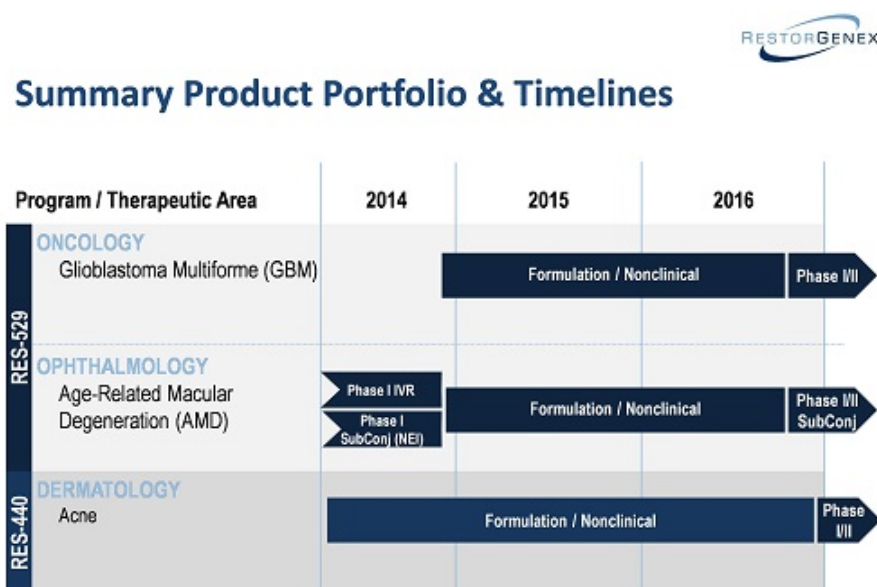 RESTORGENEX
Summary Product Portfolio & Timelines
Program / Therapeutic Area 2014 2015 2016
RES-529
ONCOLOGY
Glioblastoma Multiforme (GBM)
Formulation / Nonclinical
Phase I/II
OPHTHALMOLOGY
Age-Related Macular
Degeneration (AMD)
Phase I IVR
Phase I
SubConj (NEI)
Formulation / Nonclinical
Phase I/II
SubConj
RES-440
DERMATOLOGY
Acne
Formulation / Nonclinical
Phase
I/II